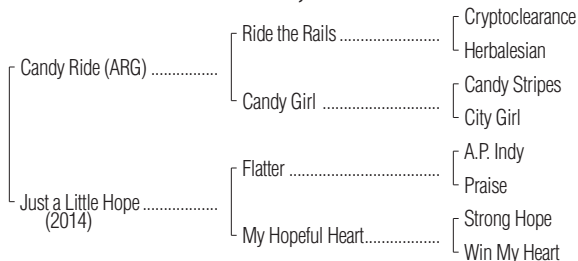 Cryptoclearance
Ride the Rails ........................
Herbalesian
Candy Ride (ARG) ................
Candy Stripes
Candy Girl ............................
City Girl
A.P. Indy
Flatter ...................................
Praise
Just a Little Hope ..................
(2014)
Strong Hope
My Hopeful Heart..................
Win My Heart